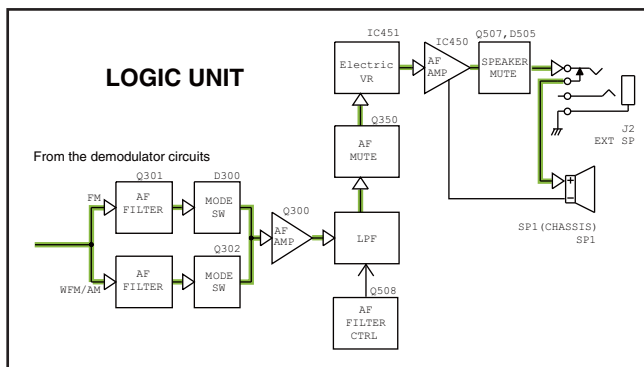 LOGIC UNIT
From the demodulator circuits
FM
Q301
AF
FILTER
D300
MODE
SW
WFM/AM
AF
FILTER
Q302
MODE
SW
Q300
AF
AMP
LPF
Q508
AF
FILTER
CTRL
Q350
AF
MUTE
IC451
Electric
VR
IC450
AF
AMP
Q507,D505
SPEAKER
MUTE
J2
EXT SP
+
-
SP1(CHASSIS)
SP1